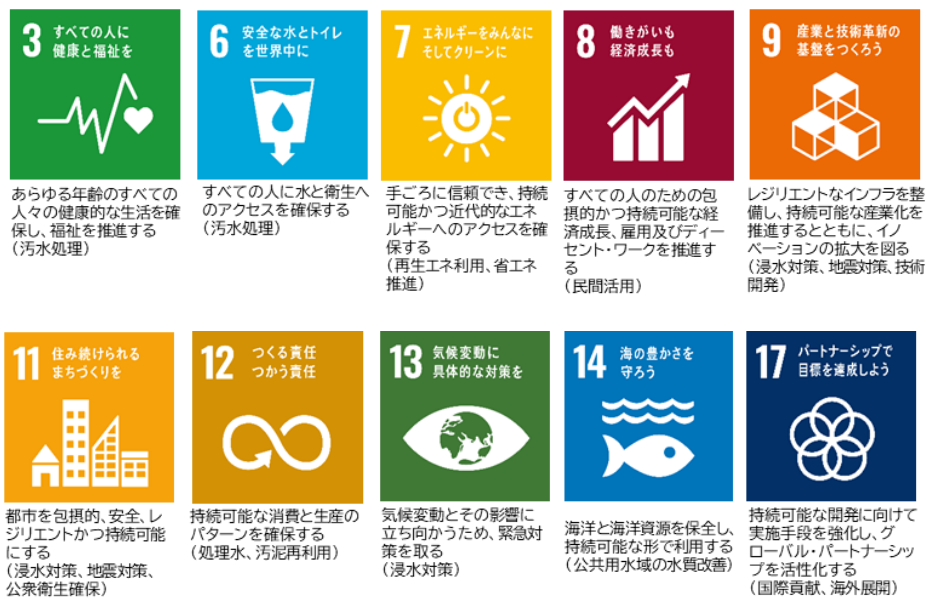 3 すべての人に
健康と福祉を
あらゆる年齢のすべての
人々の健康的な生活を確
保し、福祉を推進する
(汚水処理)
6 安全な水とトイレ
を世界中に
すべての人に水と衛生へ
のアクセスを確保する
(汚水処理)
7 エネルギーをみんなに
そしてクリーンに
手ごろに信頼でき、持続
可能かつ近代的なエネ
ルギーへのアクセスを確
保する
(再生エネ利用、省エネ
推進)
8 働きがいも
経済成長も
すべての人のための包
摂的かつ持続可能な経
済成長、雇用及びディー
セント・ワークを推進す
る
(民間活用)
9 産業と技術革新の
基盤をつくろう
レジリエントなインフラを整
備し、持続可能な産業化を
推進するとともに、イノ
ベーションの拡大を図る
(浸水対策、地震対策、技術
開発)
11 住み続けられる
まちづくりを
都市を包摂的、安全、レ
ジリエントかつ持続可能
にする
(浸水対策、地震対策、
公衆衛生確保)
12 つくる責任
つかう責任
持続可能な消費と生産の
パターンを確保する
(処理水、汚泥再利用)
13 気候変動に
具体的な対策を
気候変動とその影響に
立ち向かうため、緊急対
策を取る
(浸水対策)
14 海の豊かさを
守ろう
海洋と海洋資源を保全し、
持続可能な形で利用する
(公共用水域の水質改善)
17 パートナーシップで
目標を達成しよう
持続可能な開発に向けて
実施手段を強化し、グ
ローバル・パートナーシッ
プを活性化する
(国際貢献、海外展開)